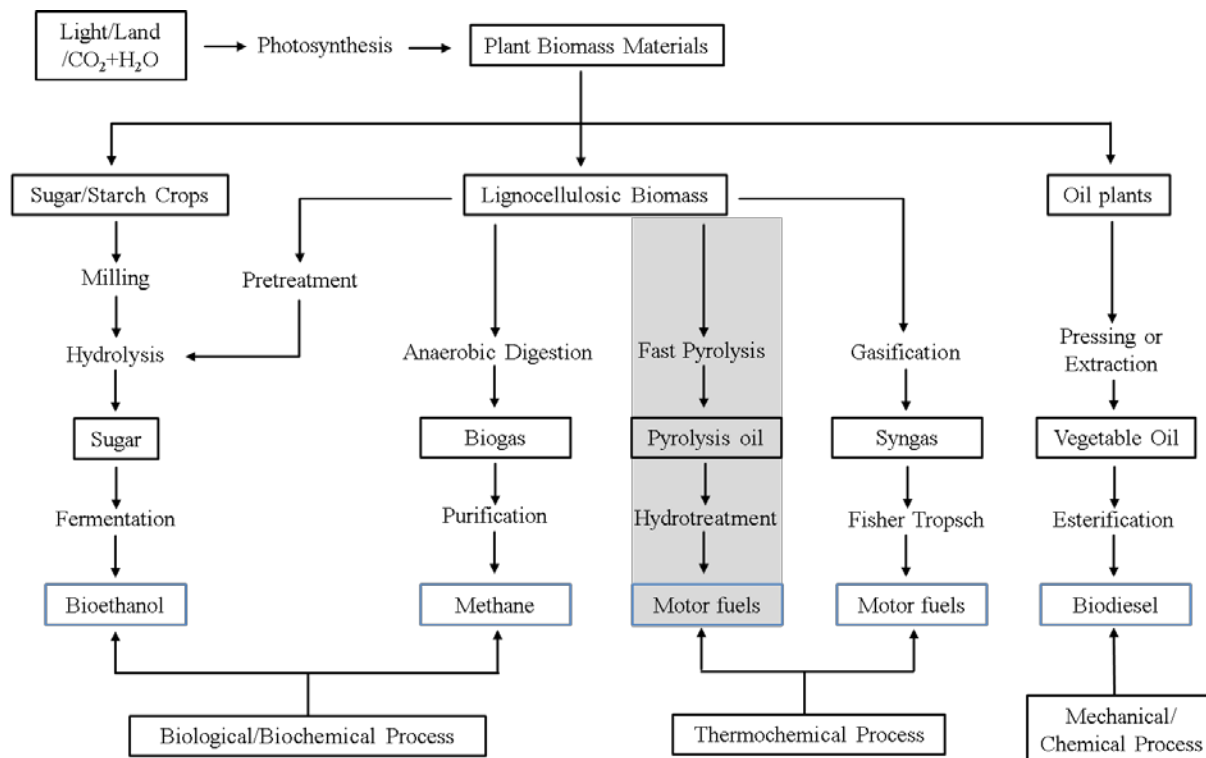 Light/Land
/CO₂+H₂O
Photosynthesis
Plant Biomass Materials
Sugar/Starch Crops
Lignocellulosic Biomass
Oil plants
Milling
Pretreatment
Hydrolysis
Anaerobic Digestion
Fast Pyrolysis
Gasification
Pressing or
Extraction
Sugar
Biogas
Pyrolysis oil
Syngas
Vegetable Oil
Fermentation
Purification
Hydrotreatment
Fisher Tropsch
Esterification
Bioethanol
Methane
Motor fuels
Motor fuels
Biodiesel
Biological/Biochemical Process
Thermochemical Process
Mechanical/
Chemical Process